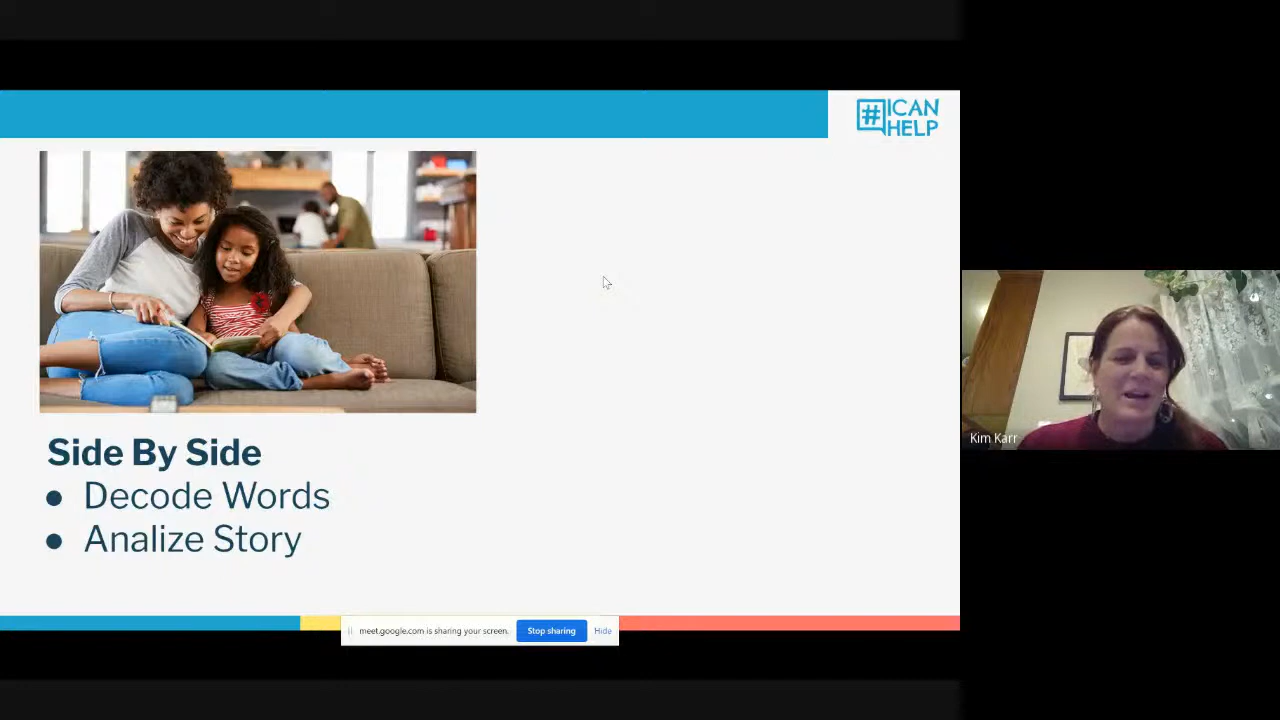 #ICAN
HELP
Side By Side
● Decode Words
● Analize Story
Kim Karr
meet.google.com is sharing your screen. Stop sharing Hide